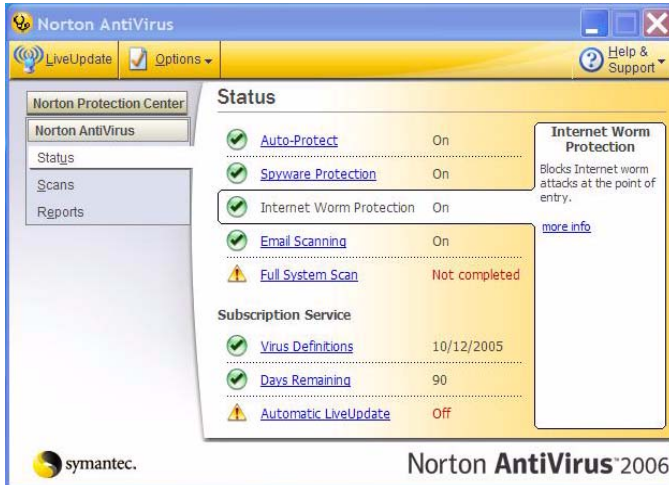 Norton AntiVirus
LiveUpdate
Options
Help & Support
Norton Protection Center
Norton AntiVirus
Status
Scans
Reports
Status
Auto-Protect On
Spyware Protection On
Internet Worm Protection On
Email Scanning On
Full System Scan Not completed
Subscription Service
Virus Definitions 10/12/2005
Days Remaining 90
Automatic LiveUpdate Off
Internet Worm
Protection
Blocks Internet worm
attacks at the point of
entry.
more info
symantec.
Norton AntiVirus™ 2006